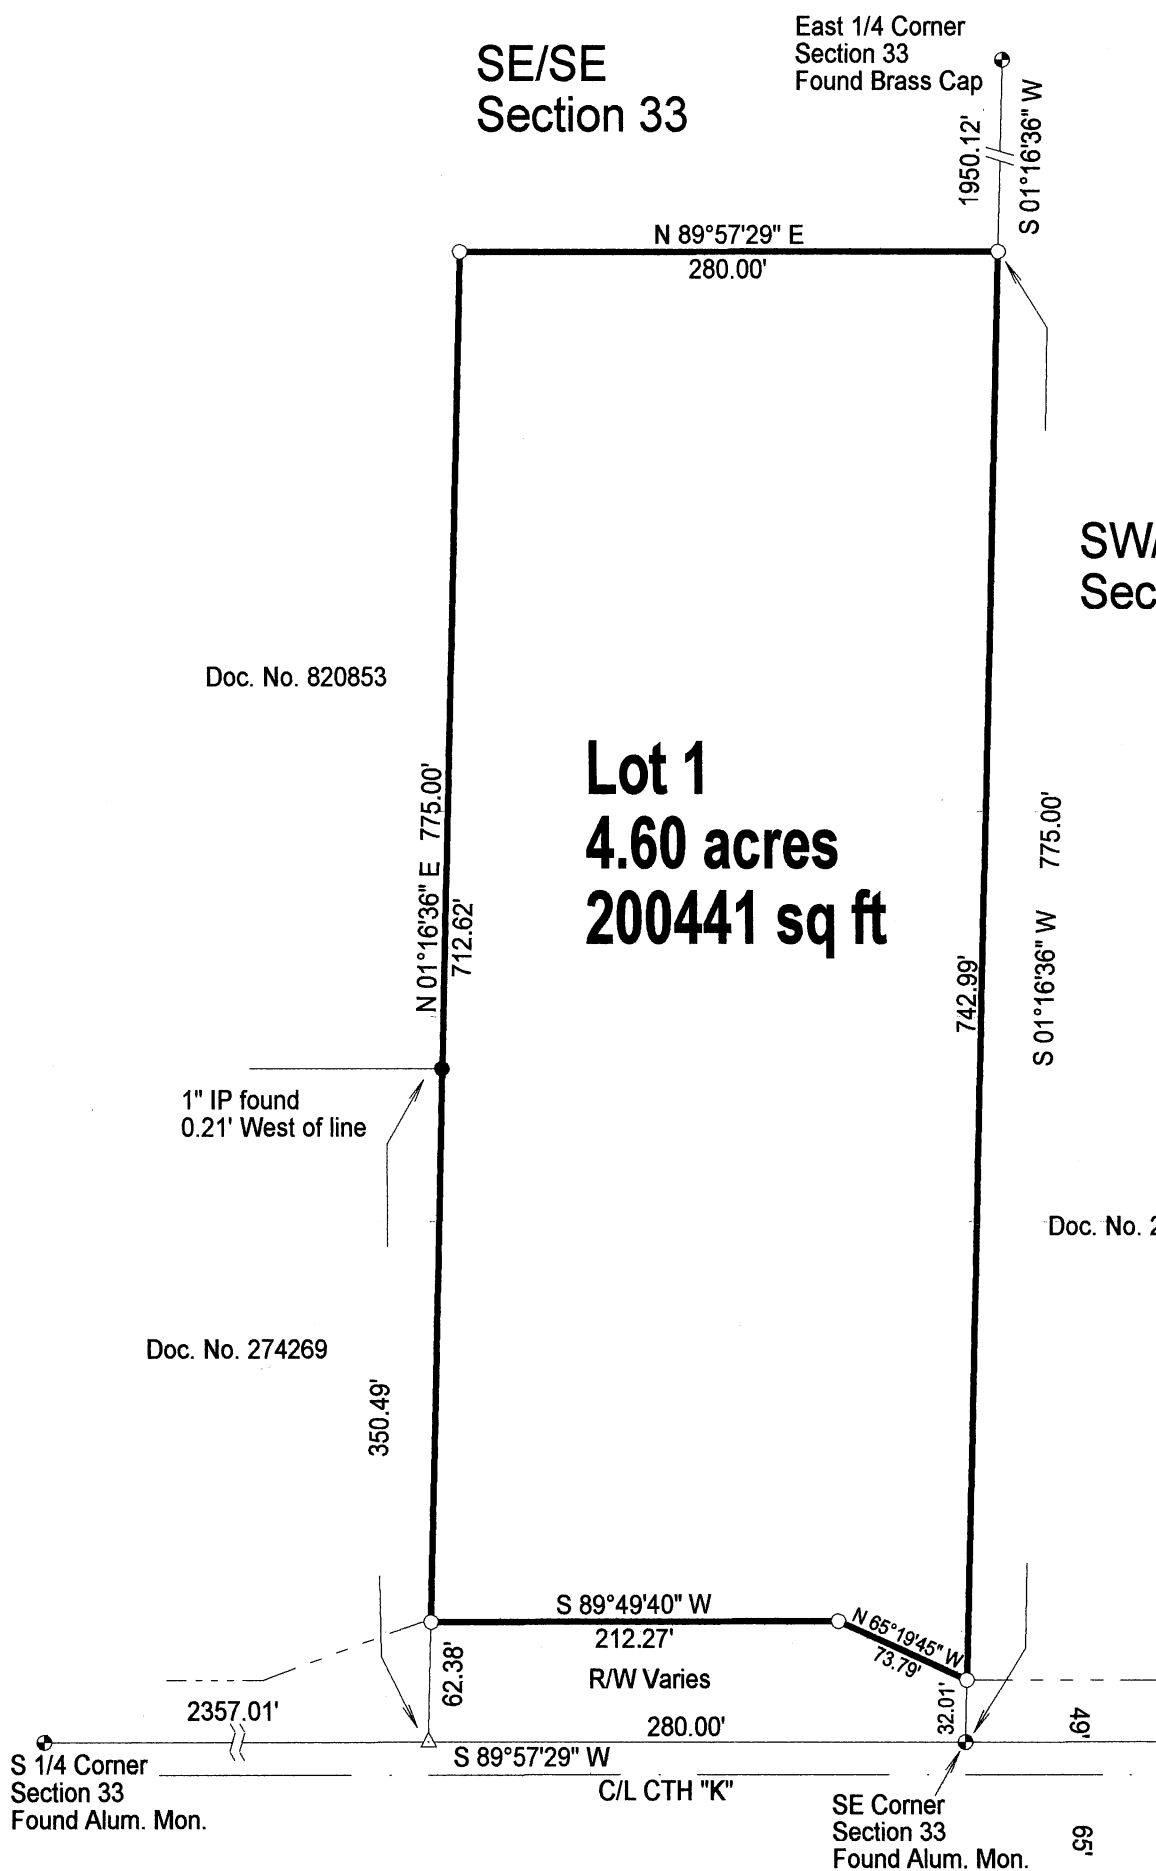 East 1/4 Corner
Section 33
Found Brass Cap
SE/SE
Section 33
1950.12'
S 01°16'36" W
N 89°57'29" E
280.00'
SW/
Sec
Doc. No. 820853
Lot 1
4.60 acres
200441 sq ft
N 01°16'36" E 775.00'
712.62'
742.99'
S 01°16'36" W 775.00'
1" IP found
0.21' West of line
Doc. No. 2
Doc. No. 274269
350.49'
S 89°49'40" W
212.27'
N 65°19'45" W
73.79'
R/W Varies
62.38'
32.01'
2357.01'
280.00'
49'
S 89°57'29" W
S 1/4 Corner
Section 33
Found Alum. Mon.
C/L CTH "K"
SE Corner
Section 33
Found Alum. Mon.
65'